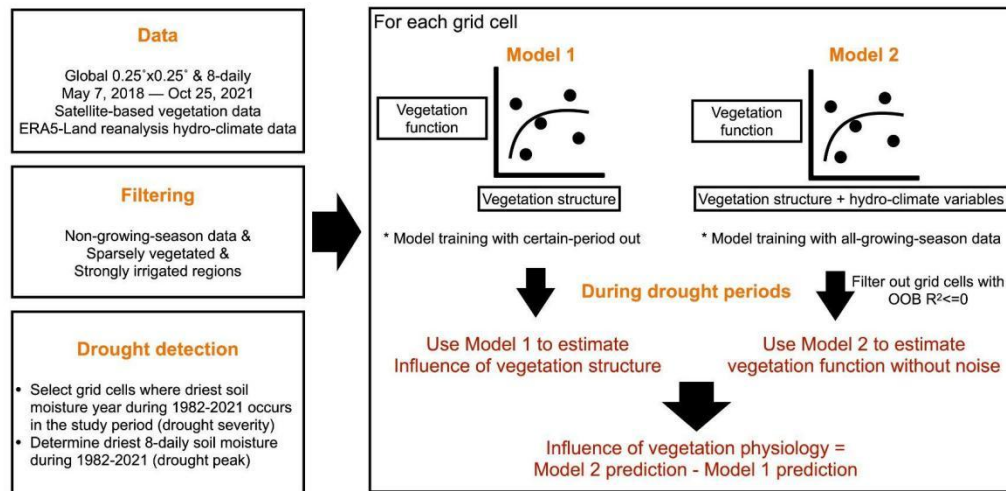 Data
Global 0.25°x0.25° & 8-daily
May 7, 2018 — Oct 25, 2021
Satellite-based vegetation data
ERA5-Land reanalysis hydro-climate data
Filtering
Non-growing-season data &
Sparsely vegetated &
Strongly irrigated regions
Drought detection
• Select grid cells where driest soil
moisture year during 1982-2021 occurs
in the study period (drought severity)
• Determine driest 8-daily soil moisture
during 1982-2021 (drought peak)
For each grid cell
Model 1
Vegetation
function
Vegetation structure
* Model training with certain-period out
Model 2
Vegetation
function
Vegetation structure + hydro-climate variables
* Model training with all-growing-season data
During drought periods
Filter out grid cells with
OOB R²<=0
Use Model 1 to estimate
Influence of vegetation structure
Use Model 2 to estimate
vegetation function without noise
Influence of vegetation physiology =
Model 2 prediction - Model 1 prediction